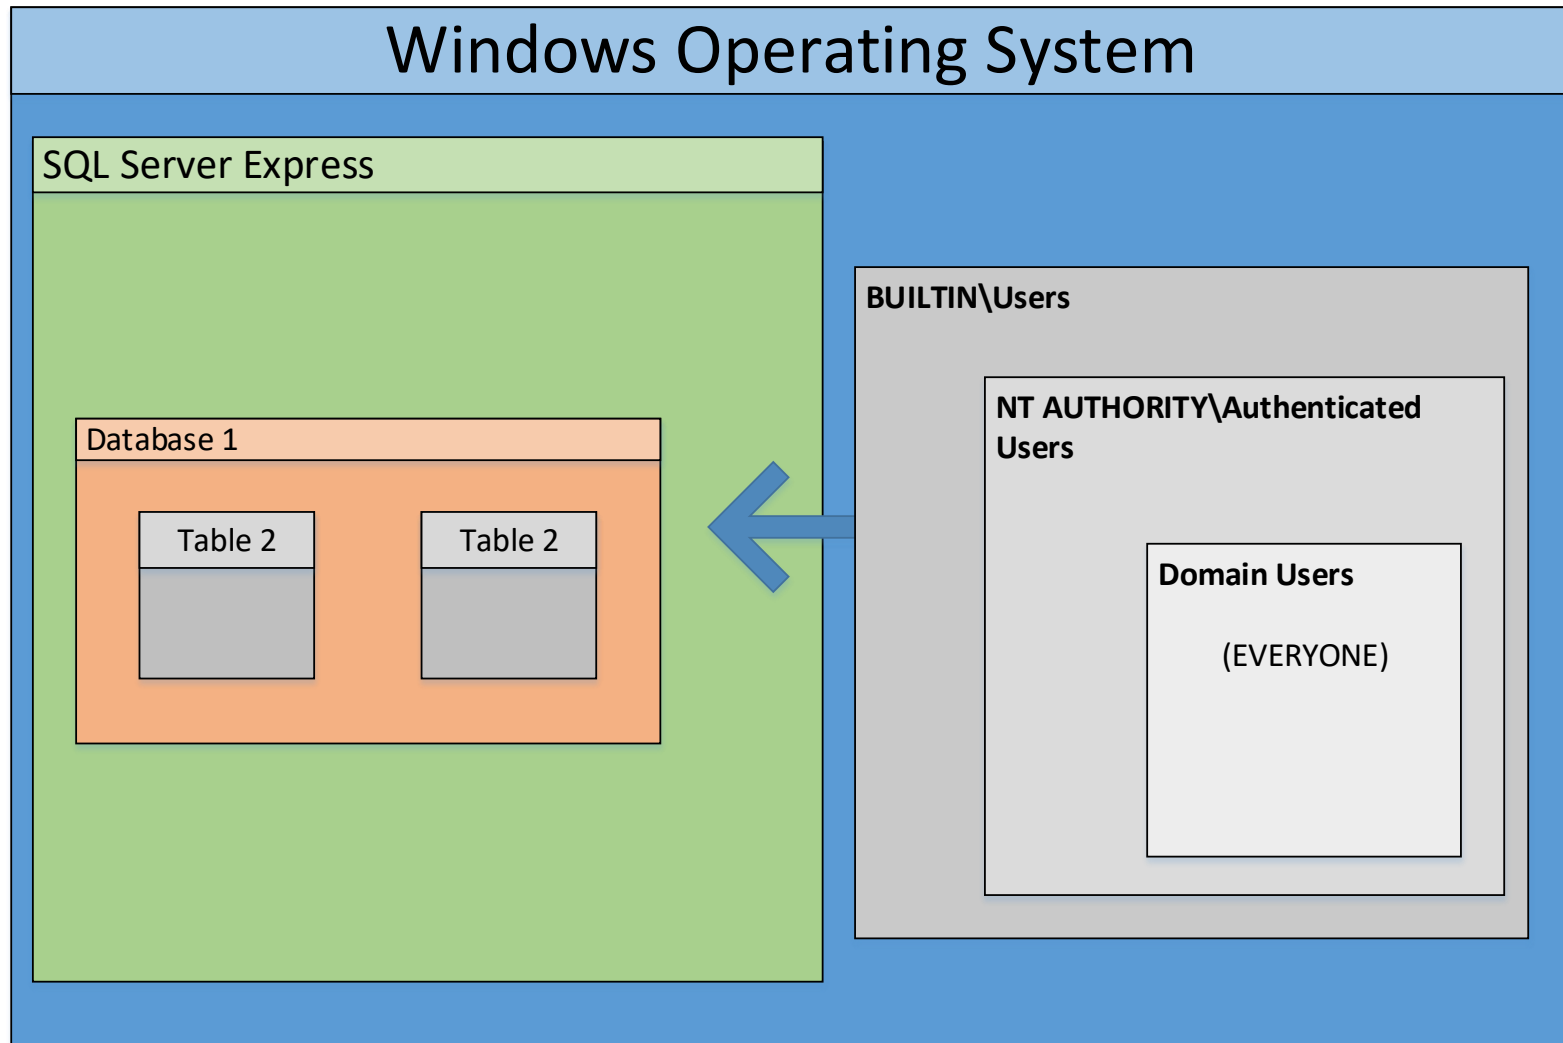 Windows Operating System
SQL Server Express
BUILTIN\Users
NT AUTHORITY\Authenticated
Users
Database 1
Table 2
Table 2
Domain Users
(EVERYONE)